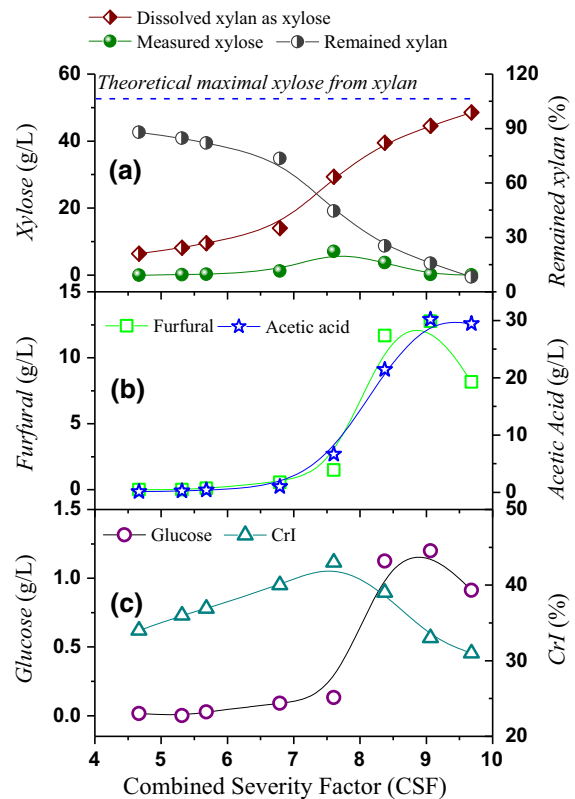 Dissolved xylan as xylose
Measured xylose
Remained xylan
60
40
20
0
Xylose (g/L)
Theoretical maximal xylose from xylan
(a)
120
90
60
30
0
Remained xylan (%)
15
10
5
0
Furfural (g/L)
Furfural
Acetic acid
(b)
30
20
10
0
Acetic Acid (g/L)
1.5
1.0
0.5
0.0
Glucose (g/L)
Glucose
CrI
(c)
50
40
30
20
CrI (%)
4 5 6 7 8 9 10
Combined Severity Factor (CSF)